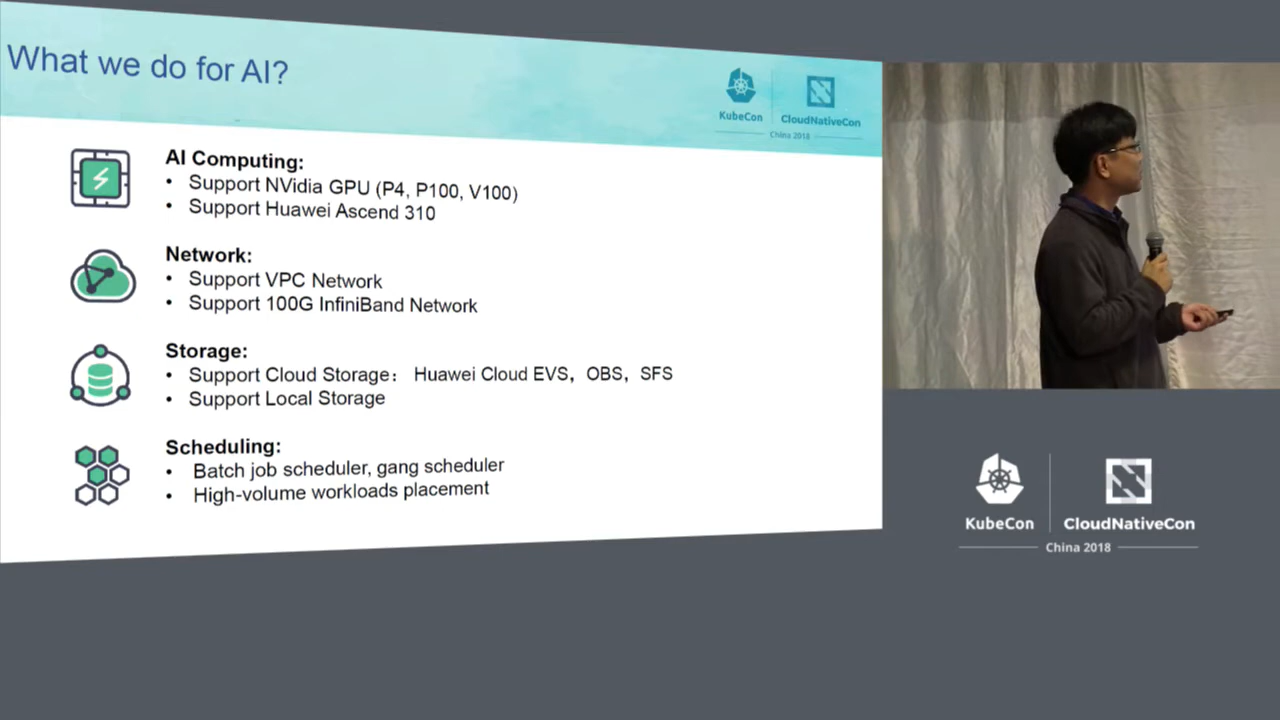 What we do for AI?
KubeCon
CloudNativeCon
China 2018
AI Computing:
• Support NVidia GPU (P4, P100, V100)
• Support Huawei Ascend 310
Network:
• Support VPC Network
• Support 100G InfiniBand Network
Storage:
• Support Cloud Storage： Huawei Cloud EVS，OBS，SFS
• Support Local Storage
Scheduling:
• Batch job scheduler, gang scheduler
• High-volume workloads placement
KubeCon
CloudNativeCon
China 2018